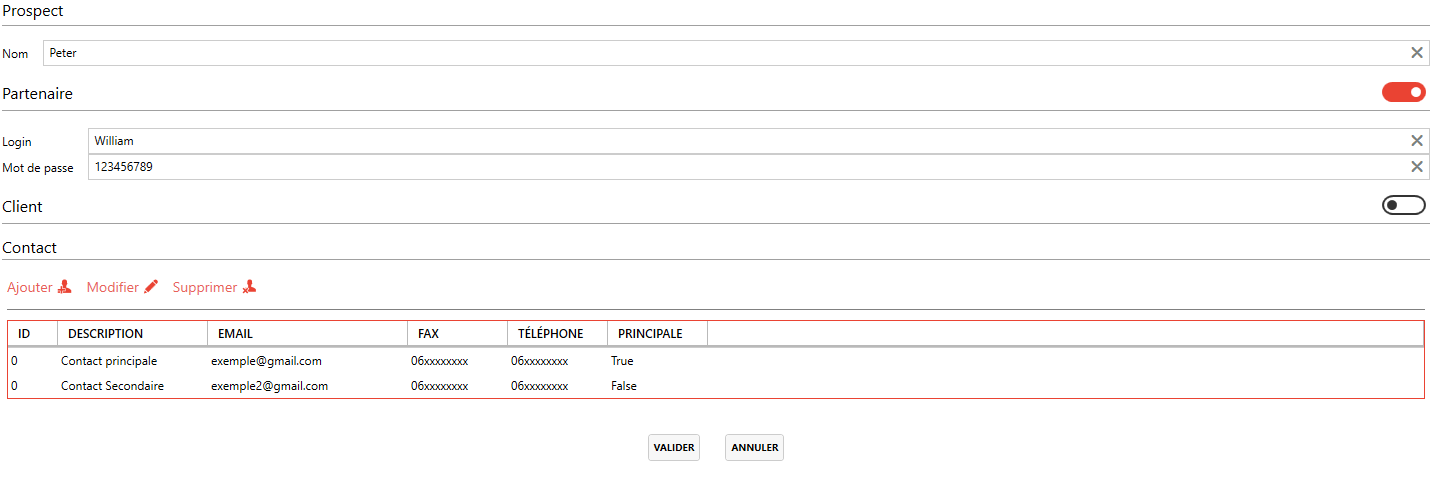 Prospect
Nom Peter
Partenaire
Login William
Mot de passe 123456789
Client
Contact
Ajouter Modifier Supprimer
ID DESCRIPTION EMAIL FAX TÉLÉPHONE PRINCIPALE
0 Contact principale exemple@gmail.com 06xxxxxxxx 06xxxxxxxx True
0 Contact Secondaire exemple2@gmail.com 06xxxxxxxx 06xxxxxxxx False
VALIDER ANNULER